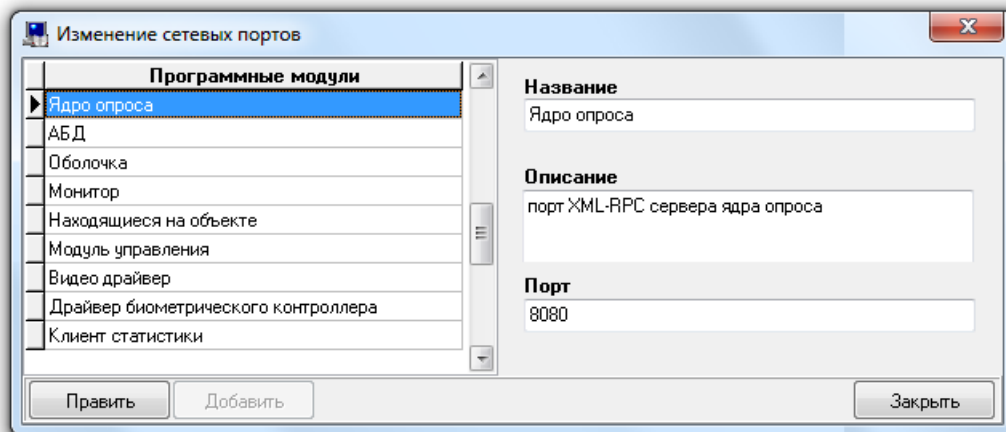 Изменение сетевых портов
Программные модули
Ядро опроса
АБД
Оболочка
Монитор
Находящиеся на объекте
Модуль управления
Видео драйвер
Драйвер биометрического контроллера
Клиент статистики
Название
Ядро опроса
Описание
порт XML-RPC сервера ядра опроса
Порт
8080
Править
Добавить
Закрыть